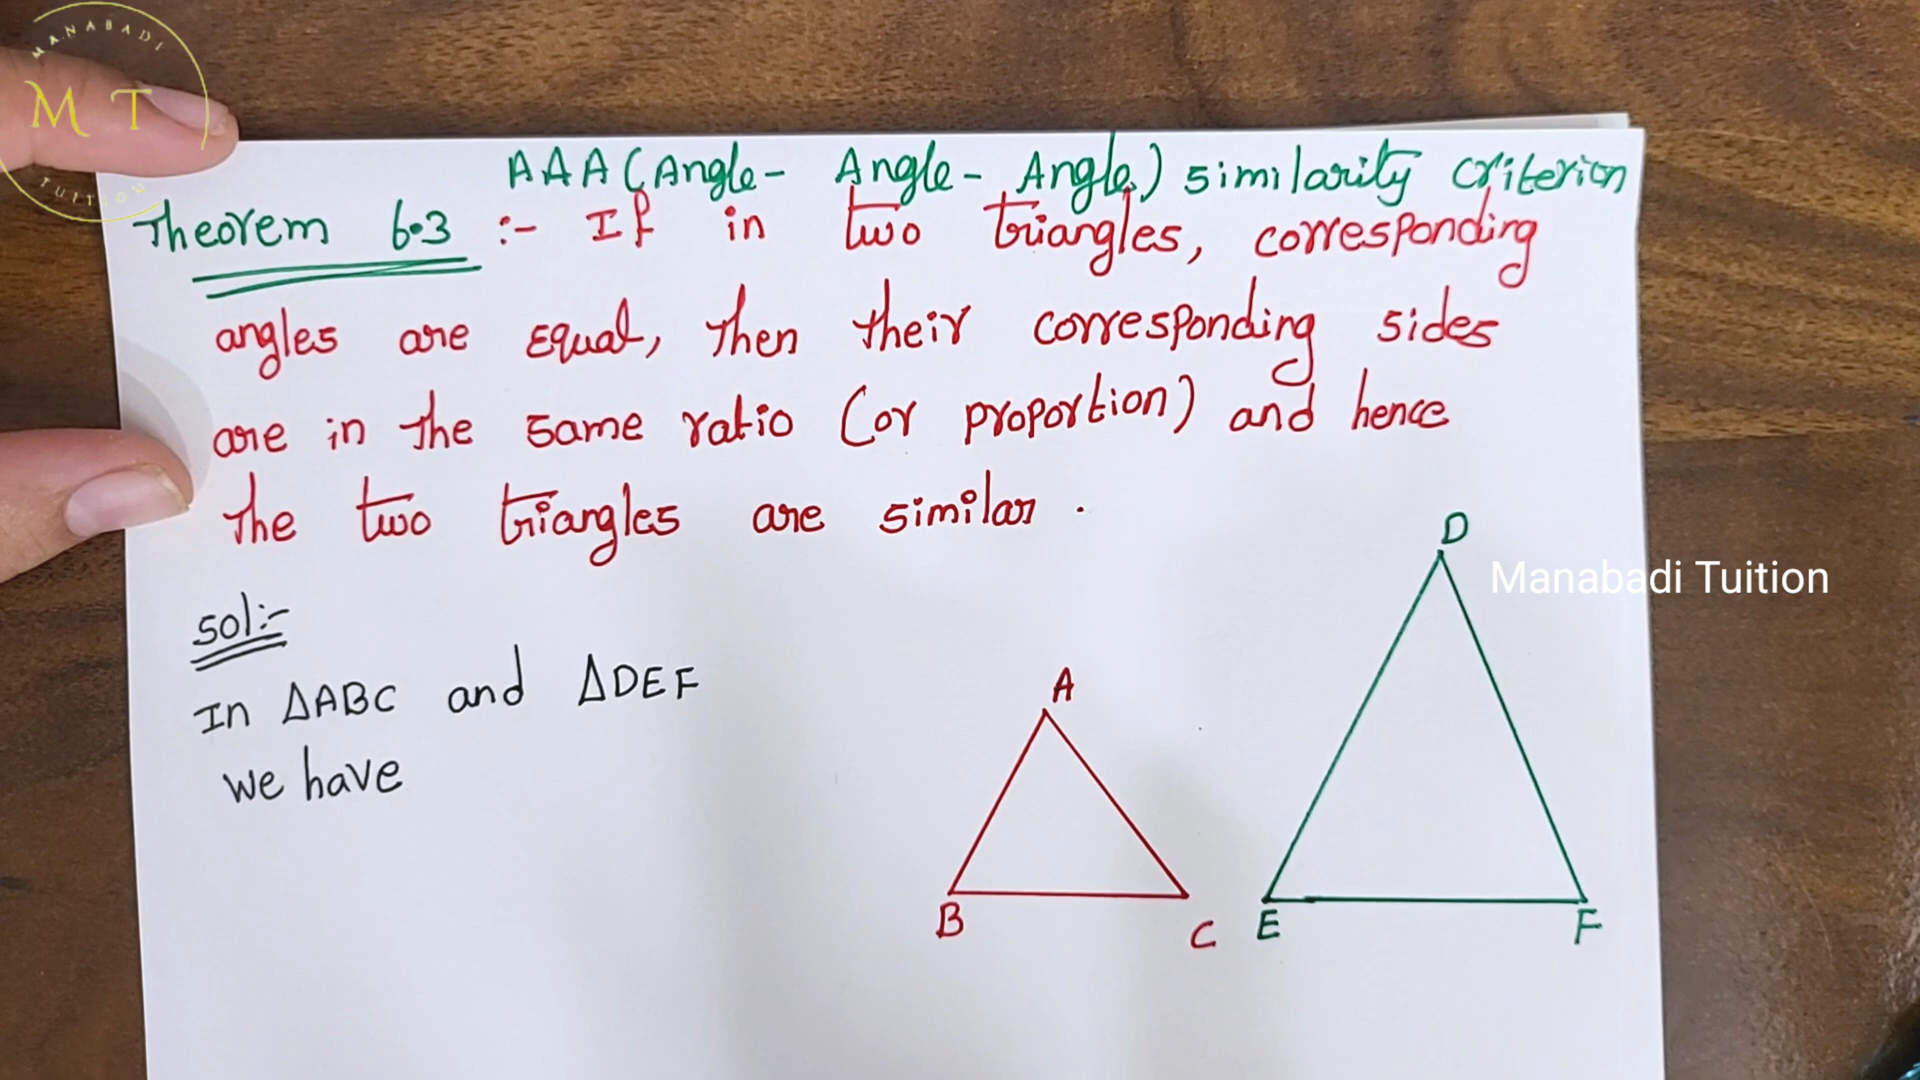 MANABADI
M T
TUITION
AAA (Angle- Angle- Angle) similarity criterion
Theorem 6.3 :- If in two triangles, corresponding
angles are equal, then their corresponding sides
are in the same ratio (or proportion) and hence
the two triangles are similar.
Sol:-
In ΔABC and ΔDEF
we have
D
Manabadi Tuition
A
B
C
E
F